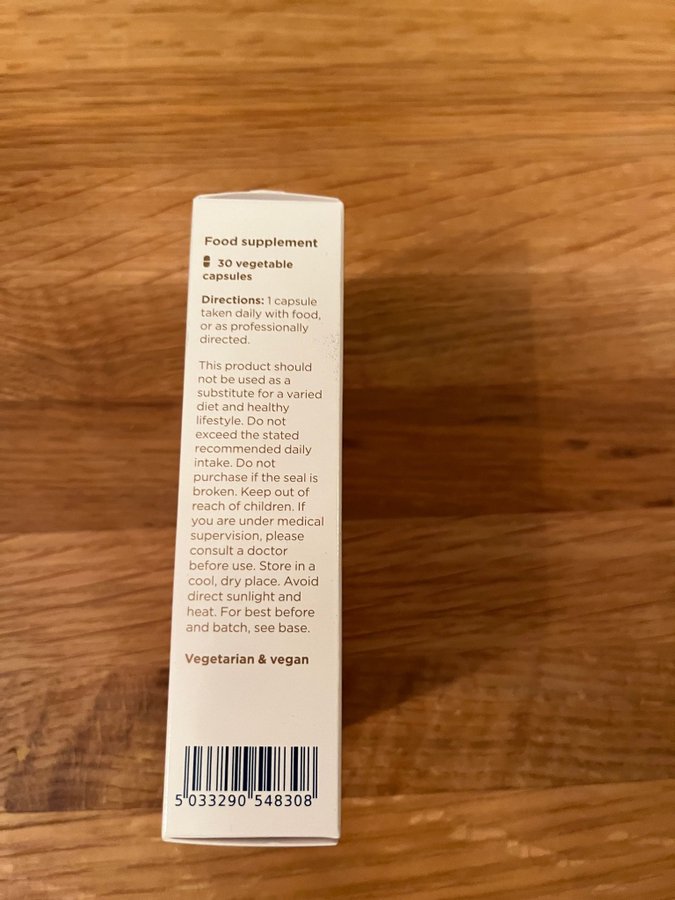 Food supplement
30 vegetable
capsules
Directions: 1 capsule
taken daily with food,
or as professionally
directed.
This product should
not be used as a
substitute for a varied
diet and healthy
lifestyle. Do not
exceed the stated
recommended daily
intake. Do not
purchase if the seal is
broken. Keep out of
reach of children. If
you are under medical
supervision, please
consult a doctor
before use. Store in a
cool, dry place. Avoid
direct sunlight and
heat. For best before
and batch, see base.
Vegetarian & vegan
5 033290 548308